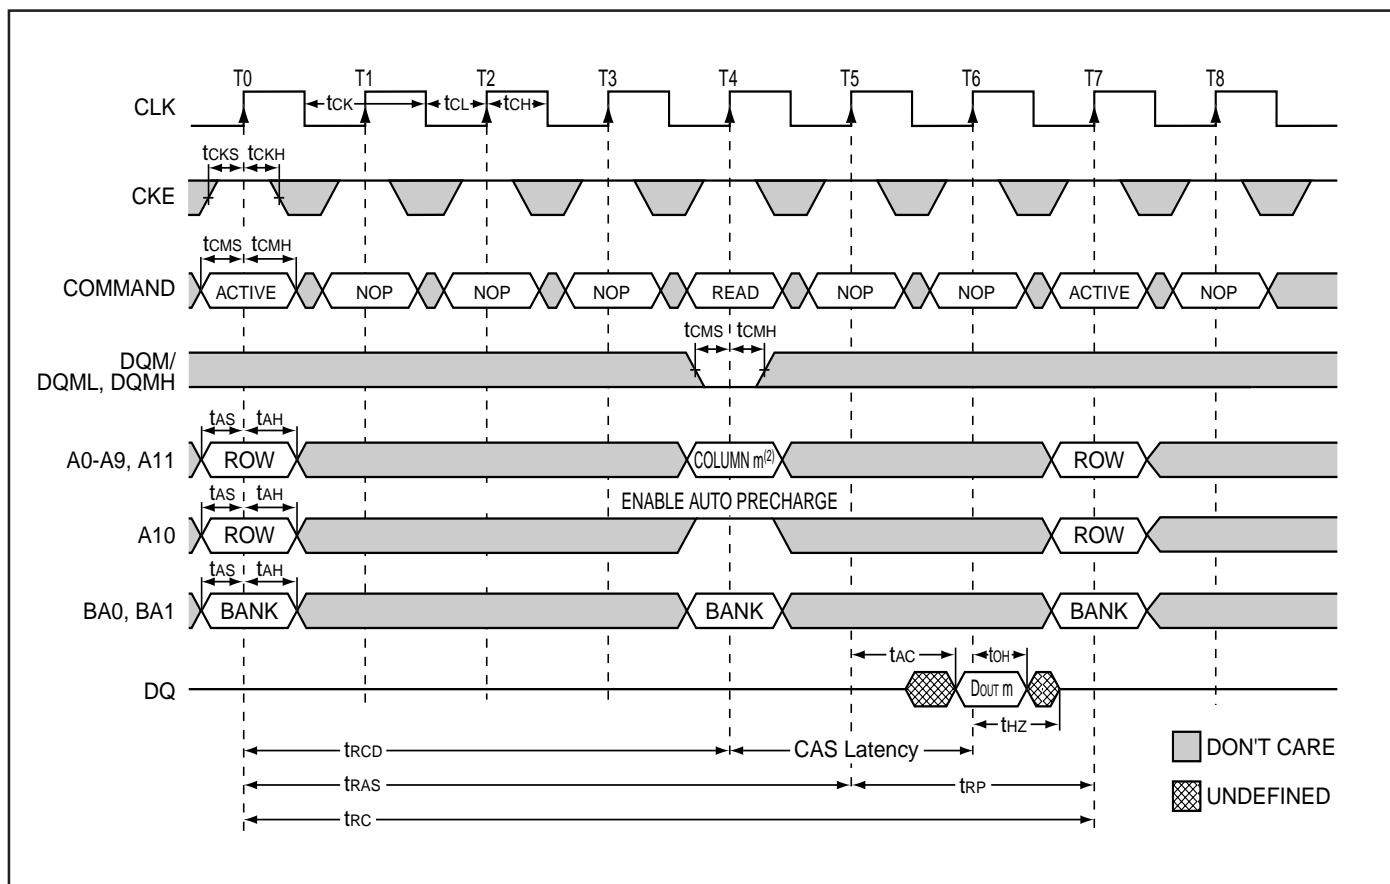 T0 T1 T2 T3 T4 T5 T6 T7 T8
CLK tCK tCL tCH
tCKS tCKH
CKE
tCMS tCMH
COMMAND ACTIVE NOP NOP NOP READ NOP NOP ACTIVE NOP
tCMS tCMH
DQM/
DQML, DQMH
tAS tAH
A0-A9, A11 ROW COLUMN m(2) ROW
tAS tAH ENABLE AUTO PRECHARGE
A10 ROW ROW
tAS tAH
BA0, BA1 BANK BANK BANK
tAC tOH
DQ DOUT m
tHZ
tRCD CAS Latency DON'T CARE
tRAS tRP
UNDEFINED
tRC